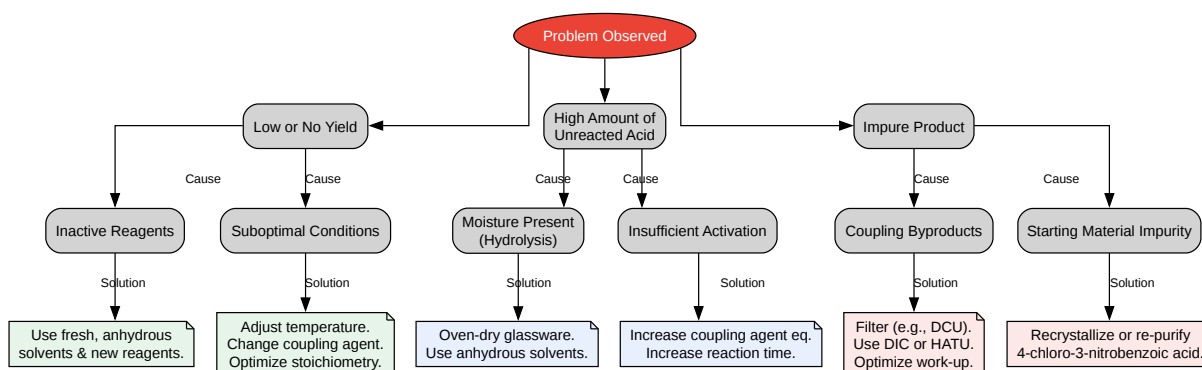 Problem Observed
Low or No Yield
High Amount of
Unreacted Acid
Impure Product
Cause
Cause
Cause
Cause
Cause
Cause
Inactive Reagents
Suboptimal Conditions
Moisture Present
(Hydrolysis)
Insufficient Activation
Coupling Byproducts
Starting Material Impurity
Solution
Solution
Solution
Solution
Solution
Solution
Use fresh, anhydrous
solvents & new reagents.
Adjust temperature.
Change coupling agent.
Optimize stoichiometry.
Oven-dry glassware.
Use anhydrous solvents.
Increase coupling agent eq.
Increase reaction time.
Filter (e.g., DCU).
Use DIC or HATU.
Optimize work-up.
Recrystallize or re-purify
4-chloro-3-nitrobenzoic acid.